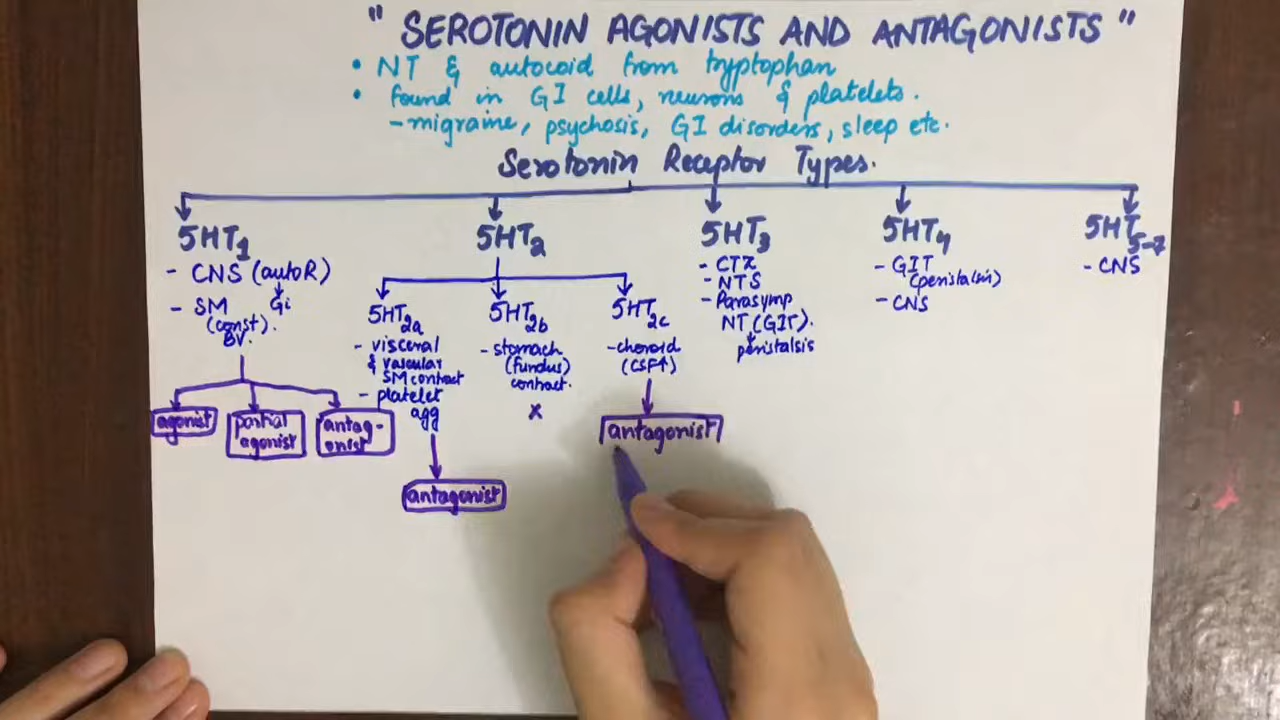 " SEROTONIN AGONISTS AND ANTAGONISTS "
• NT & autocoid from tryptophan
• found in GI cells, neurons & platelets.
- migraine, psychosis, GI disorders, sleep etc.
Serotonin Receptor Types.
5HT1
- CNS (autoR)
Gi
- SM
(const).
BV.
agonist
partial
agonist
antag-
onist
5HT2
5HT2a
- visceral
& vascular
SM contract
- platelet
agg
antagonist
5HT2b
- stomach
(fundus)
contract.
x
5HT2c
- choroid
(CSF↑)
antagonist
5HT3
- CTZ
- NTS
- Parasymp
NT (GIT).
peristalsis
5HT4
- GIT
(peristalsis)
- CNS
5HT5-7
- CNS